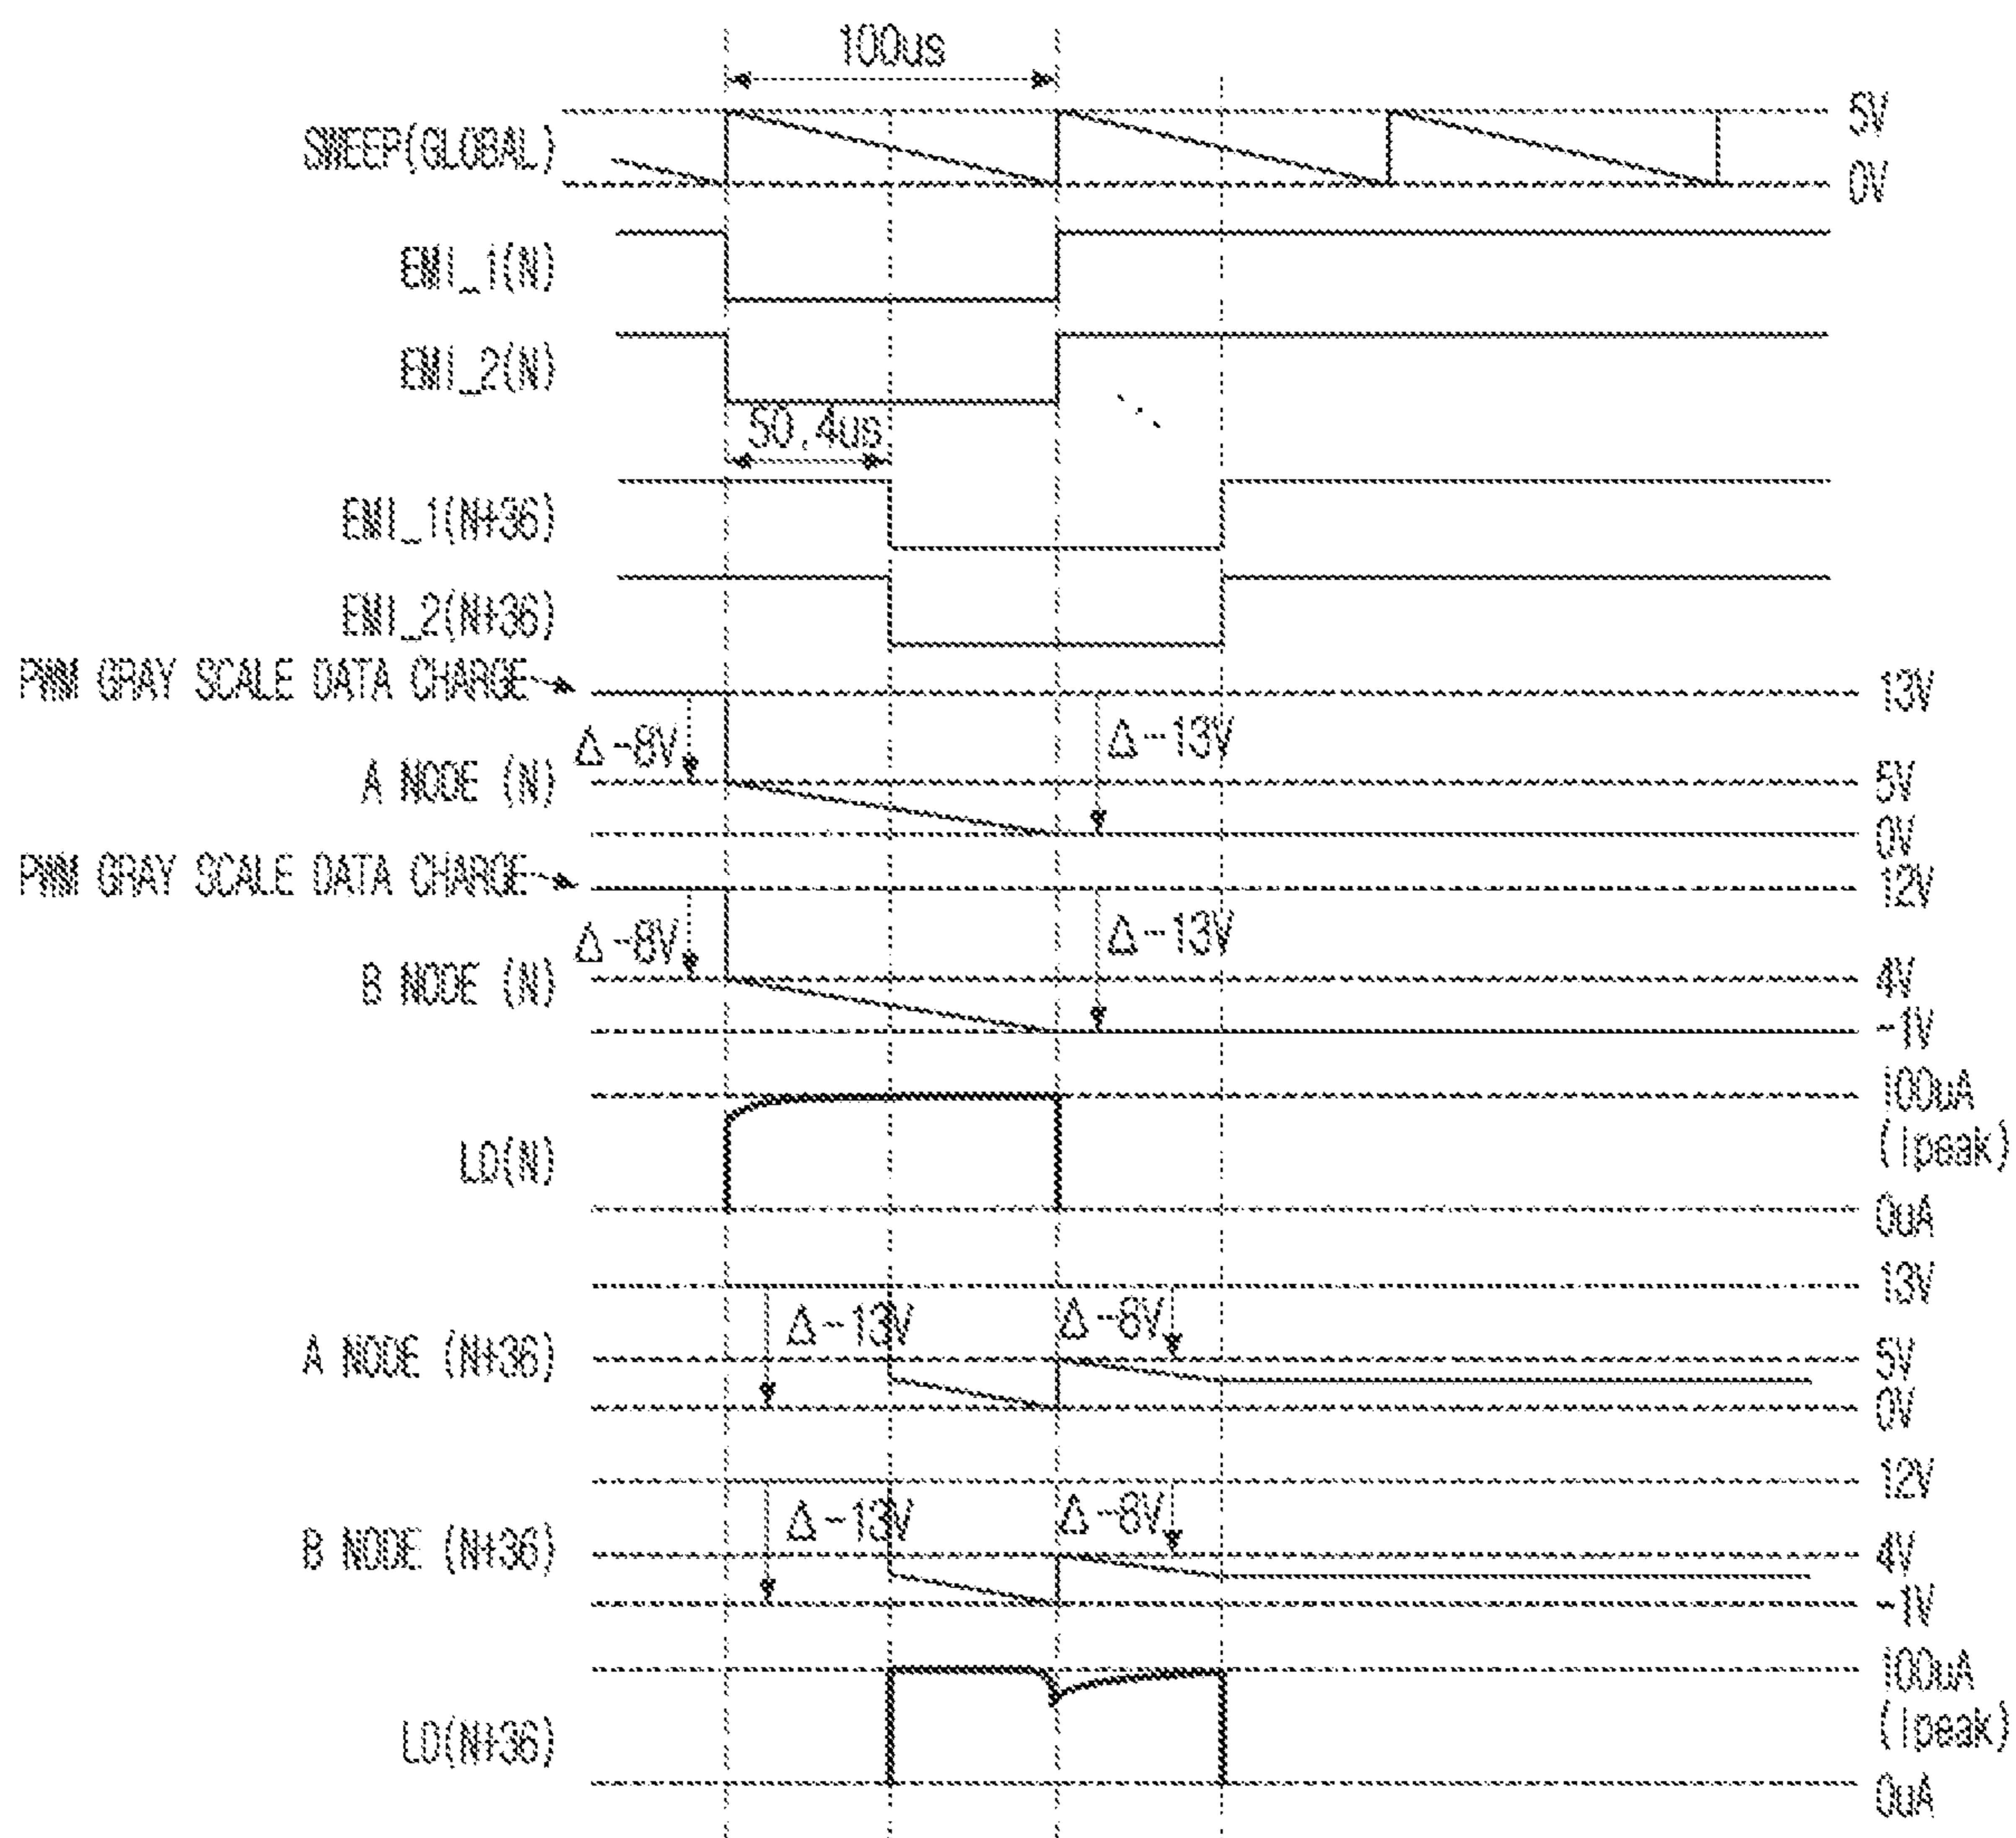 100us
SWEEP(GLOBAL)
5V
0V
EMI_1(N)
EMI_2(N)
50.4us
EMI_1(N+36)
EMI_2(N+36)
PWM GRAY SCALE DATA CHARGE
13V
Δ-8V
Δ-13V
A NODE (N)
5V
0V
PWM GRAY SCALE DATA CHARGE
12V
Δ-8V
Δ-13V
B NODE (N)
4V
-1V
100uA
(Ipeak)
LD(N)
0uA
13V
Δ-13V
Δ-8V
A NODE (N+36)
5V
0V
12V
Δ-13V
Δ-8V
B NODE (N+36)
4V
-1V
100uA
(Ipeak)
LD(N+36)
0uA